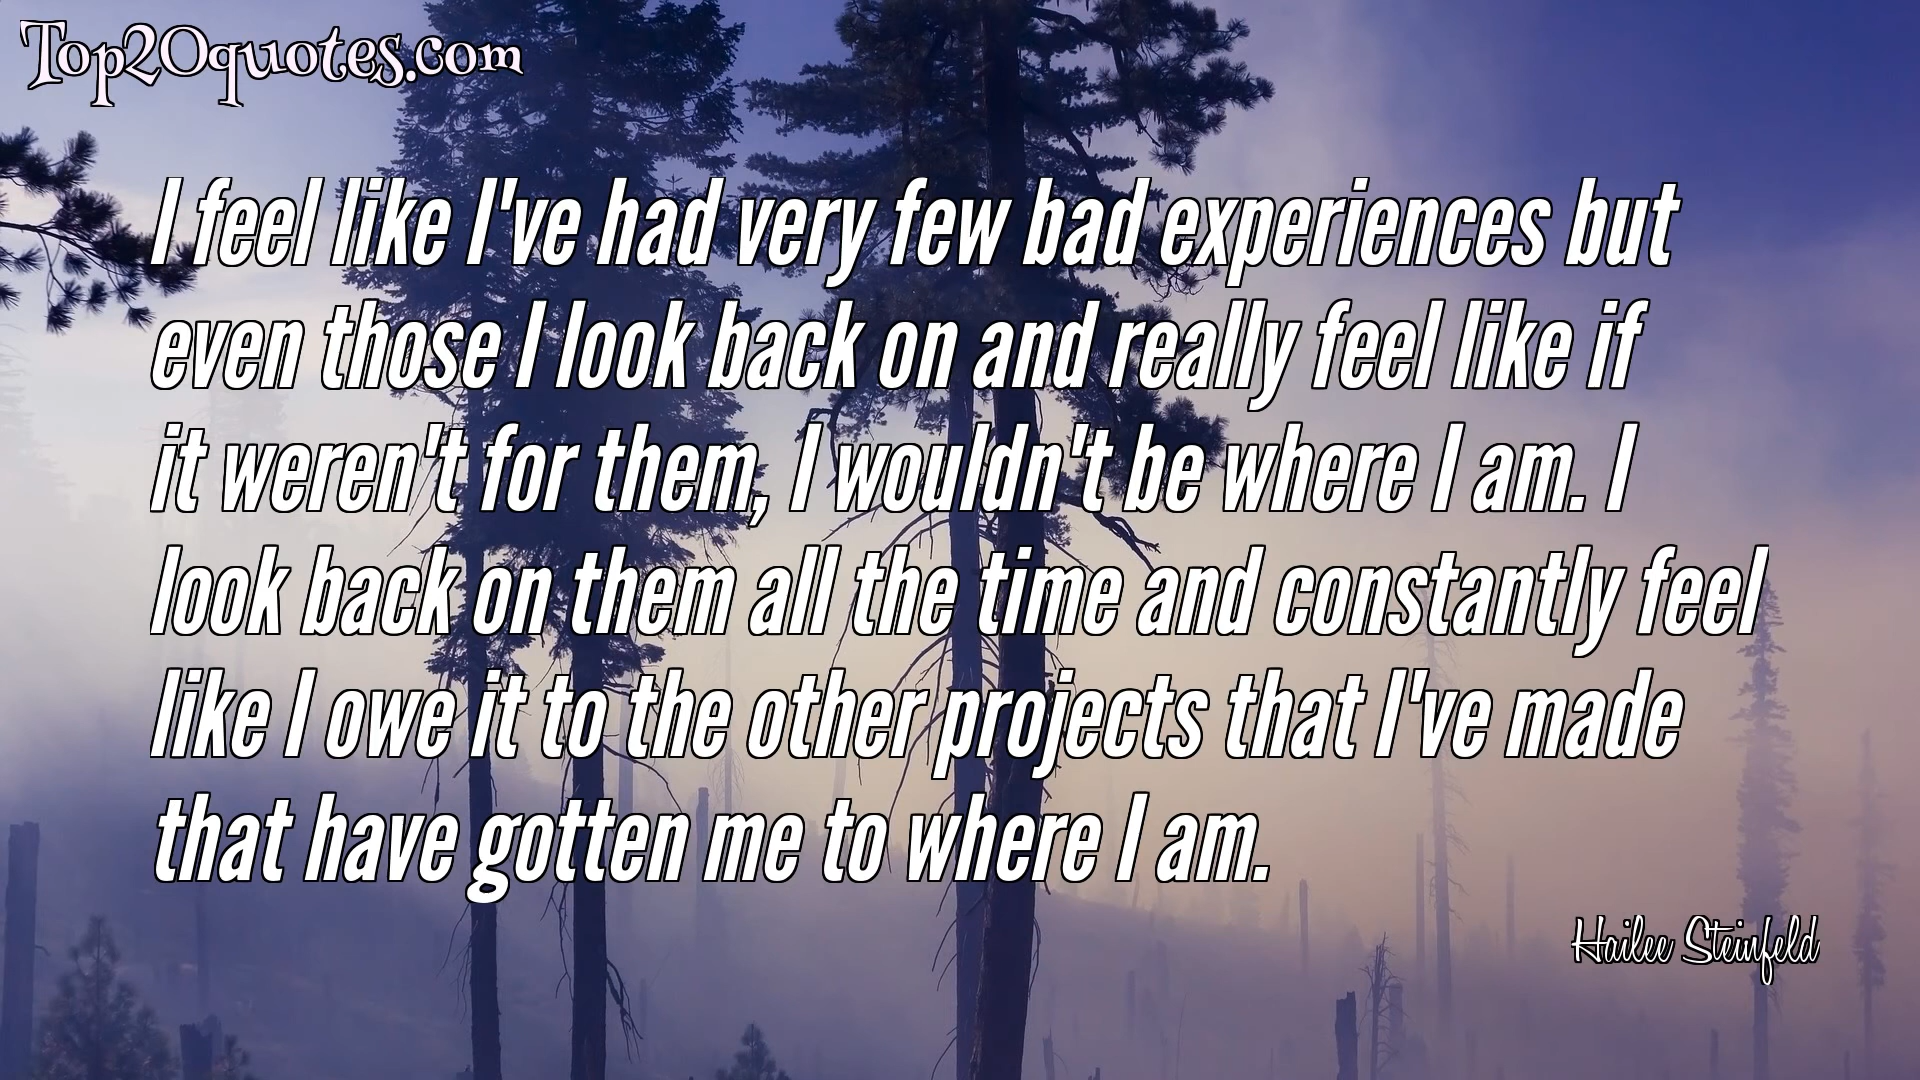 Top20quotes.com
I feel like I've had very few bad experiences but
even those I look back on and really feel like if
it weren't for them, I wouldn't be where I am. I
look back on them all the time and constantly feel
like I owe it to the other projects that I've made
that have gotten me to where I am.
Hailee Steinfeld